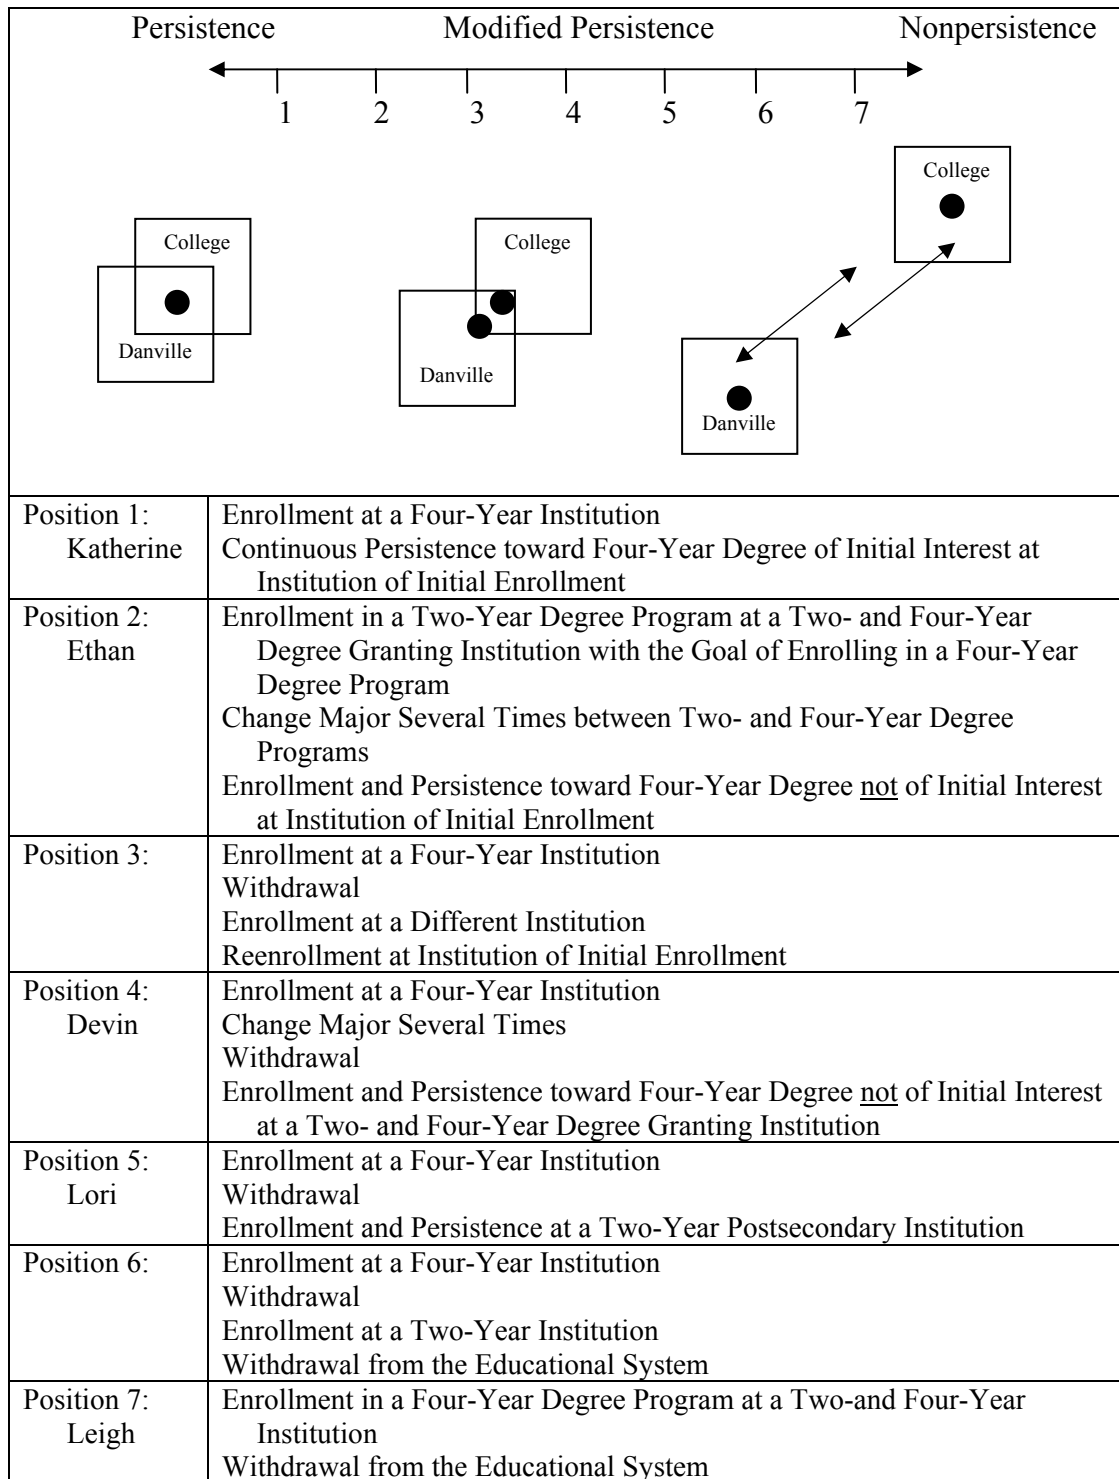 Persistence Modified Persistence Nonpersistence
1 2 3 4 5 6 7
College
College
College
Danville
Danville
Danville
Position 1: Enrollment at a Four-Year Institution
Katherine Continuous Persistence toward Four-Year Degree of Initial Interest at
Institution of Initial Enrollment
Position 2: Enrollment in a Two-Year Degree Program at a Two- and Four-Year
Ethan Degree Granting Institution with the Goal of Enrolling in a Four-Year
Degree Program
Change Major Several Times between Two- and Four-Year Degree
Programs
Enrollment and Persistence toward Four-Year Degree not of Initial Interest
at Institution of Initial Enrollment
Position 3: Enrollment at a Four-Year Institution
Withdrawal
Enrollment at a Different Institution
Reenrollment at Institution of Initial Enrollment
Position 4: Enrollment at a Four-Year Institution
Devin Change Major Several Times
Withdrawal
Enrollment and Persistence toward Four-Year Degree not of Initial Interest
at a Two- and Four-Year Degree Granting Institution
Position 5: Enrollment at a Four-Year Institution
Lori Withdrawal
Enrollment and Persistence at a Two-Year Postsecondary Institution
Position 6: Enrollment at a Four-Year Institution
Withdrawal
Enrollment at a Two-Year Institution
Withdrawal from the Educational System
Position 7: Enrollment in a Four-Year Degree Program at a Two-and Four-Year
Leigh Institution
Withdrawal from the Educational System